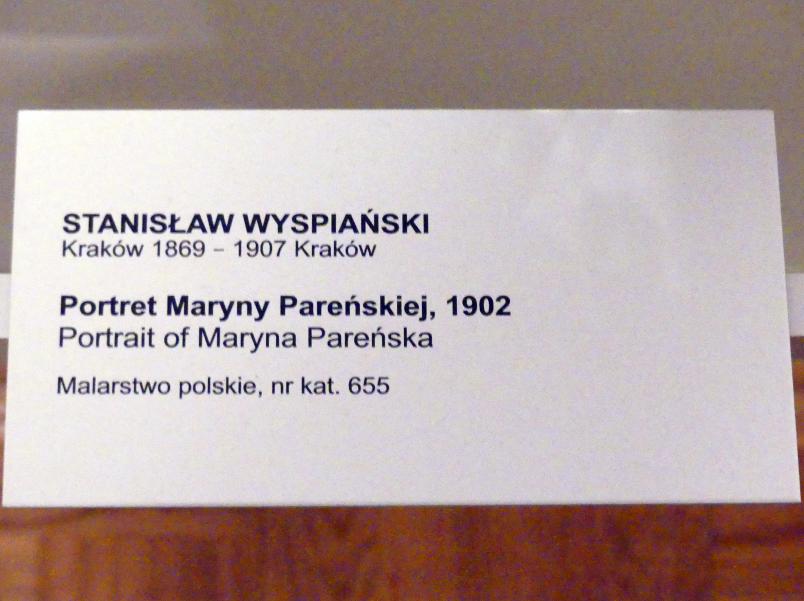 STANISŁAW WYSPIAŃSKI
Kraków 1869 – 1907 Kraków
Portret Maryny Pareńskiej, 1902
Portrait of Maryna Pareńska
Malarstwo polskie, nr kat. 655